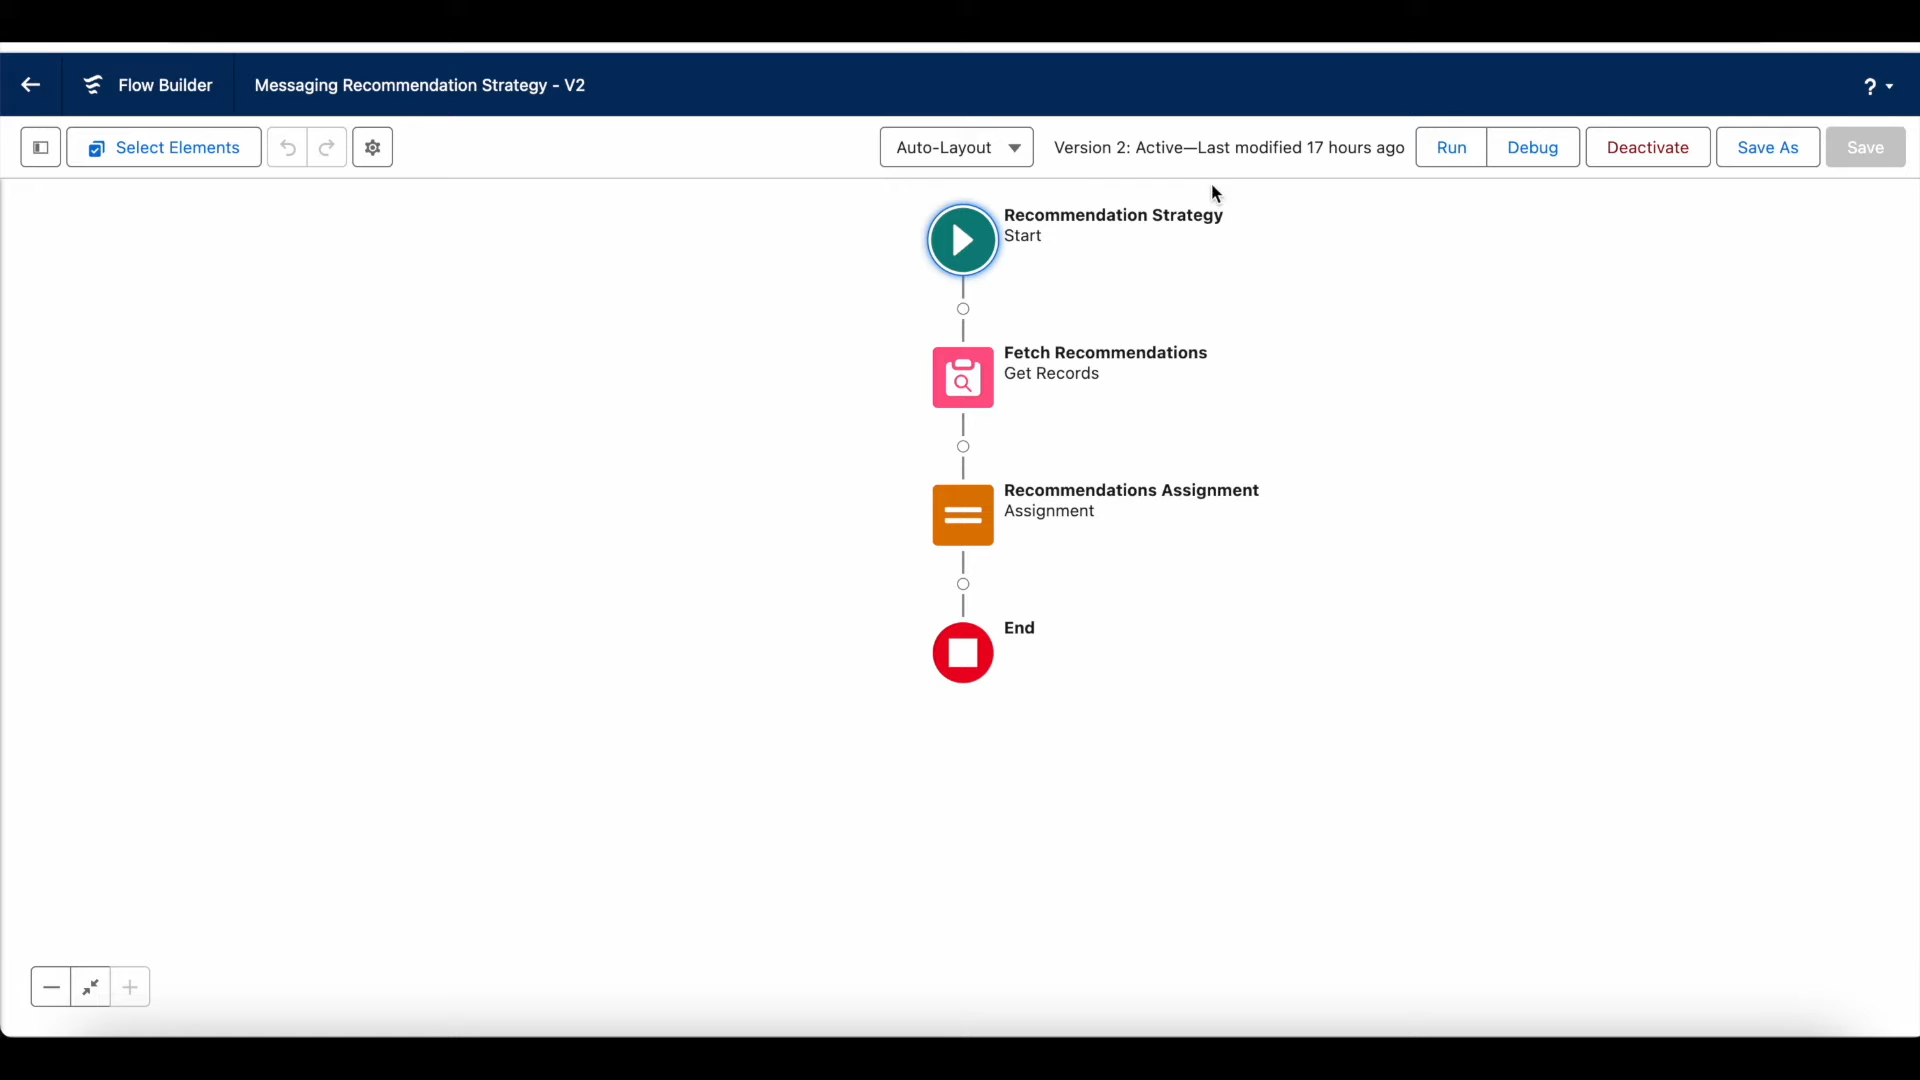 Flow Builder
Messaging Recommendation Strategy - V2
?
Select Elements
Auto-Layout
Version 2: Active—Last modified 17 hours ago
Run
Debug
Deactivate
Save As
Save
Recommendation Strategy
Start
Fetch Recommendations
Get Records
Recommendations Assignment
Assignment
End